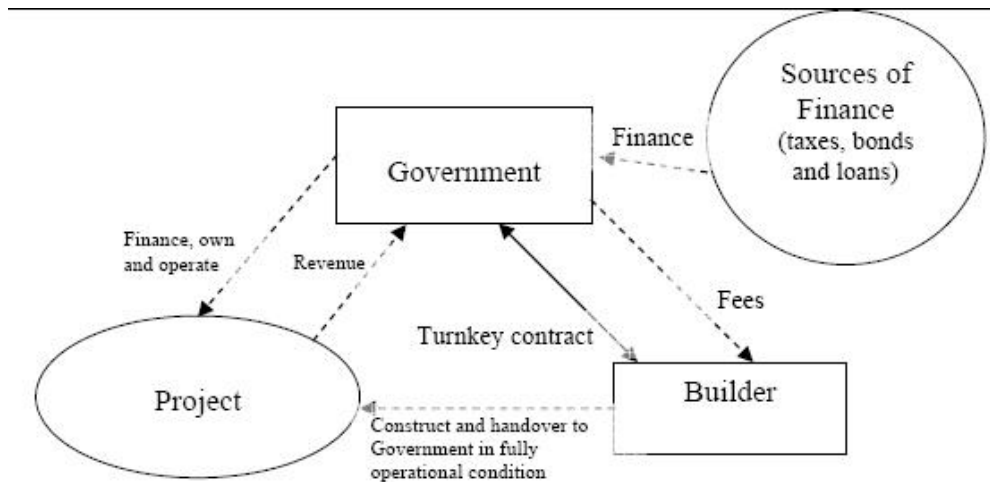 Sources of
Finance
(taxes, bonds
and loans)
Finance
Government
Finance, own
and operate
Revenue
Fees
Turnkey contract
Project
Builder
Construct and handover to
Government in fully
operational condition